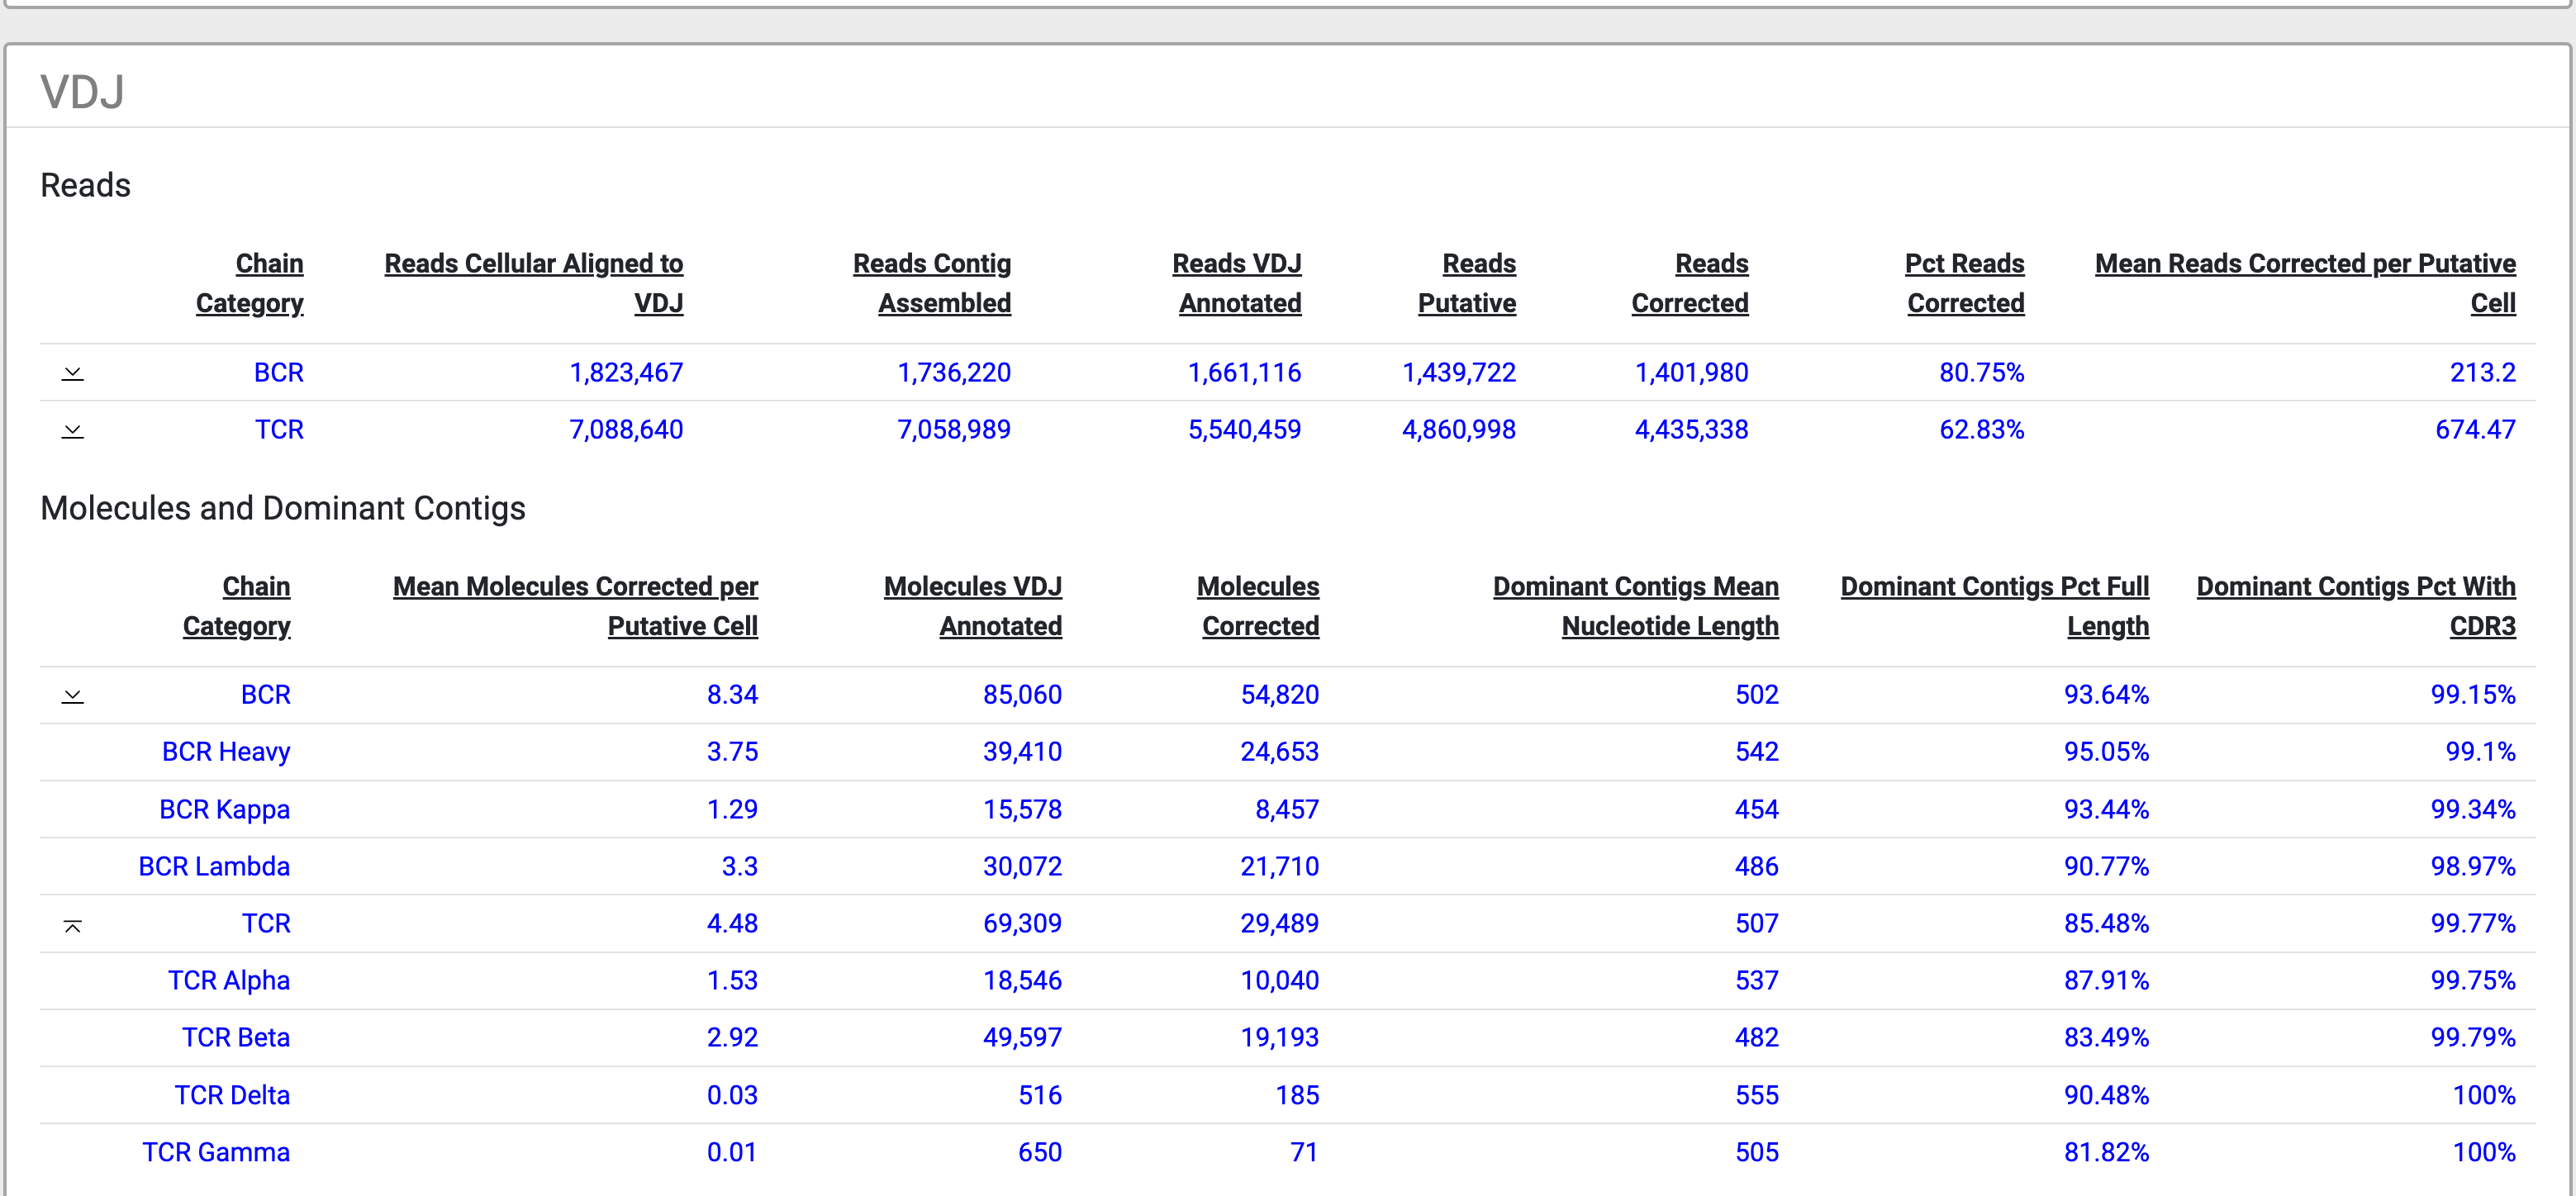 VDJ
Reads
Chain Category Reads Cellular Aligned to VDJ Reads Contig Assembled Reads VDJ Annotated Reads Putative Reads Corrected Pct Reads Corrected Mean Reads Corrected per Putative Cell
BCR 1,823,467 1,736,220 1,661,116 1,439,722 1,401,980 80.75% 213.2
TCR 7,088,640 7,058,989 5,540,459 4,860,998 4,435,338 62.83% 674.47
Molecules and Dominant Contigs
Chain Category Mean Molecules Corrected per Putative Cell Molecules VDJ Annotated Molecules Corrected Dominant Contigs Mean Nucleotide Length Dominant Contigs Pct Full Length Dominant Contigs Pct With CDR3
BCR 8.34 85,060 54,820 502 93.64% 99.15%
BCR Heavy 3.75 39,410 24,653 542 95.05% 99.1%
BCR Kappa 1.29 15,578 8,457 454 93.44% 99.34%
BCR Lambda 3.3 30,072 21,710 486 90.77% 98.97%
TCR 4.48 69,309 29,489 507 85.48% 99.77%
TCR Alpha 1.53 18,546 10,040 537 87.91% 99.75%
TCR Beta 2.92 49,597 19,193 482 83.49% 99.79%
TCR Delta 0.03 516 185 555 90.48% 100%
TCR Gamma 0.01 650 71 505 81.82% 100%